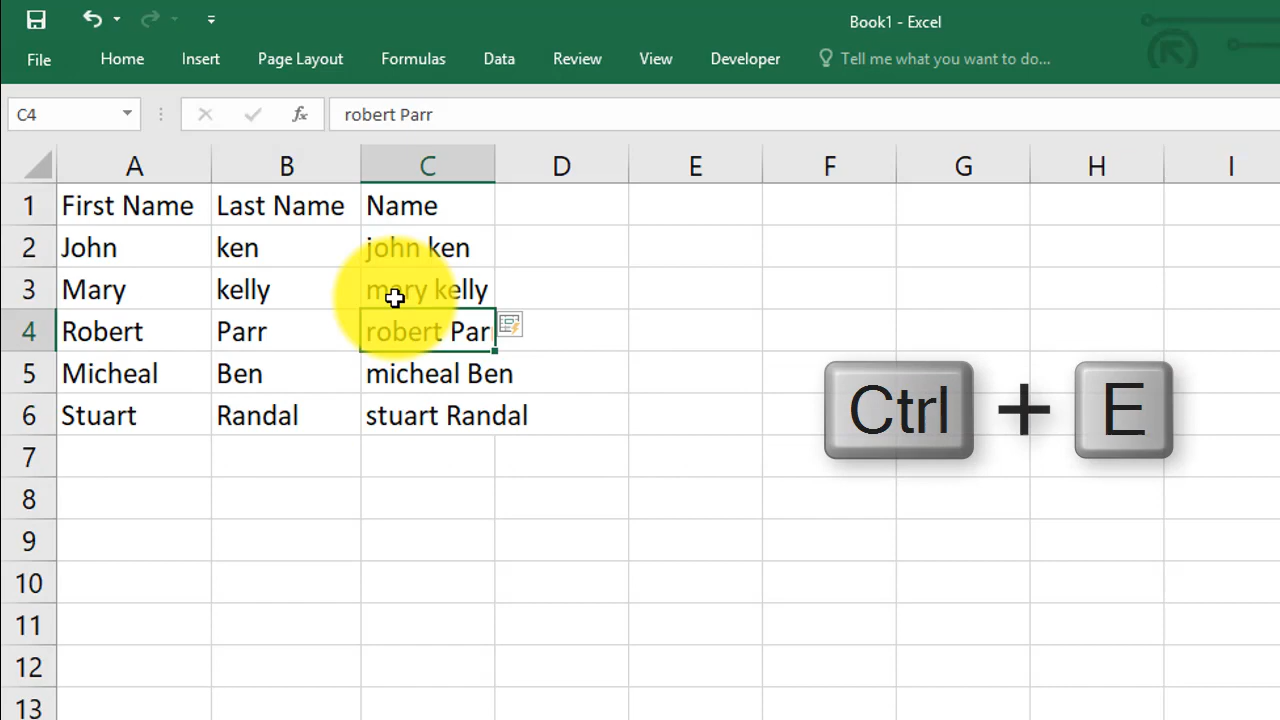 Book1 - Excel
File Home Insert Page Layout Formulas Data Review View Developer Tell me what you want to do...
C4 fx robert Parr
A B C D E F G H I
1 First Name Last Name Name
2 John ken john ken
3 Mary kelly mary kelly
4 Robert Parr robert Parr
5 Micheal Ben micheal Ben
6 Stuart Randal stuart Randal
7
8
9
10
11
12
13
Ctrl + E